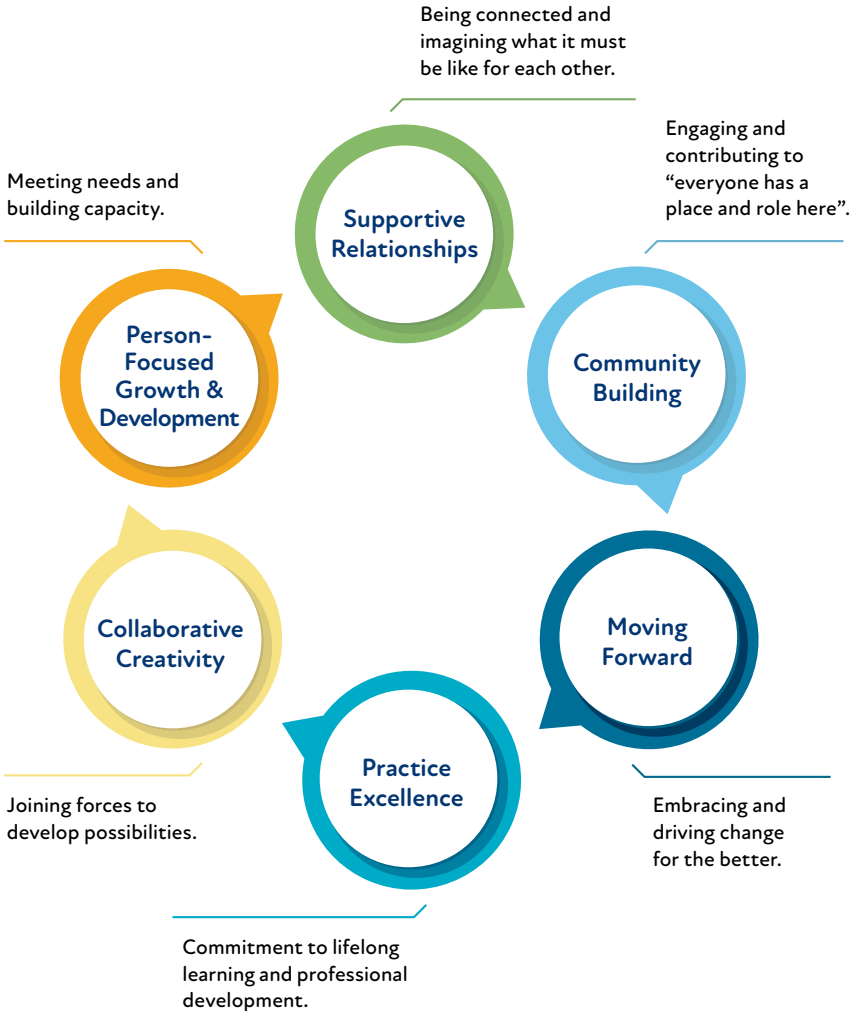 Being connected and
imagining what it must
be like for each other.
Supportive
Relationships
Engaging and
contributing to
“everyone has a
place and role here”.
Community
Building
Moving
Forward
Embracing and
driving change
for the better.
Practice
Excellence
Commitment to lifelong
learning and professional
development.
Collaborative
Creativity
Joining forces to
develop possibilities.
Meeting needs and
building capacity.
Person-
Focused
Growth &
Development